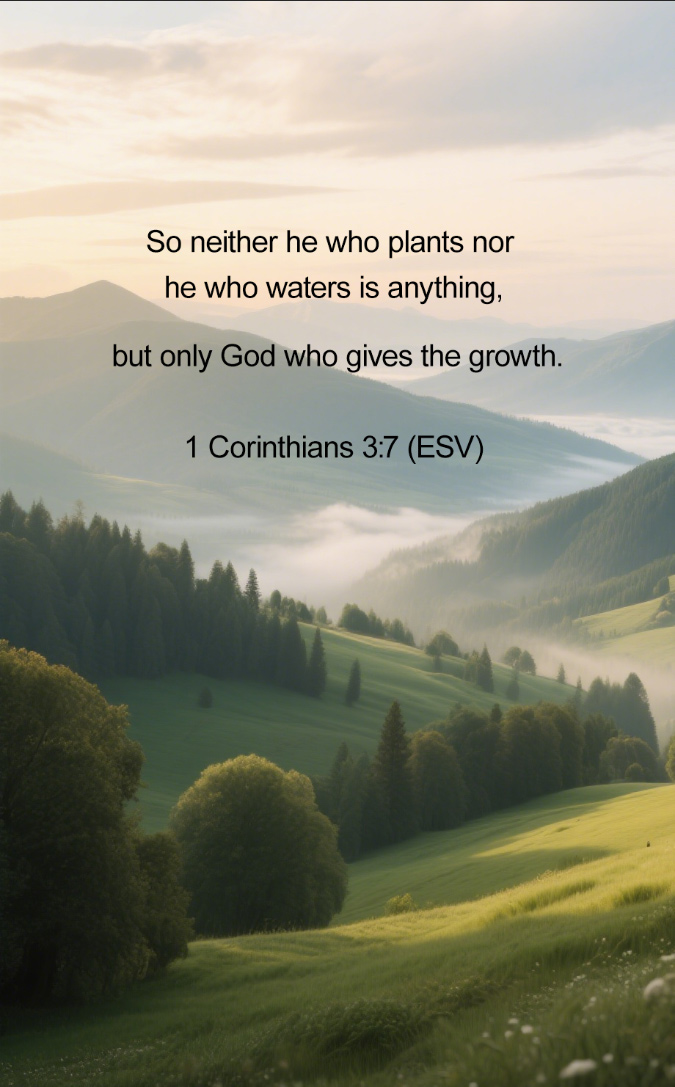 So neither he who plants nor
he who waters is anything,
but only God who gives the growth.
1 Corinthians 3:7 (ESV)